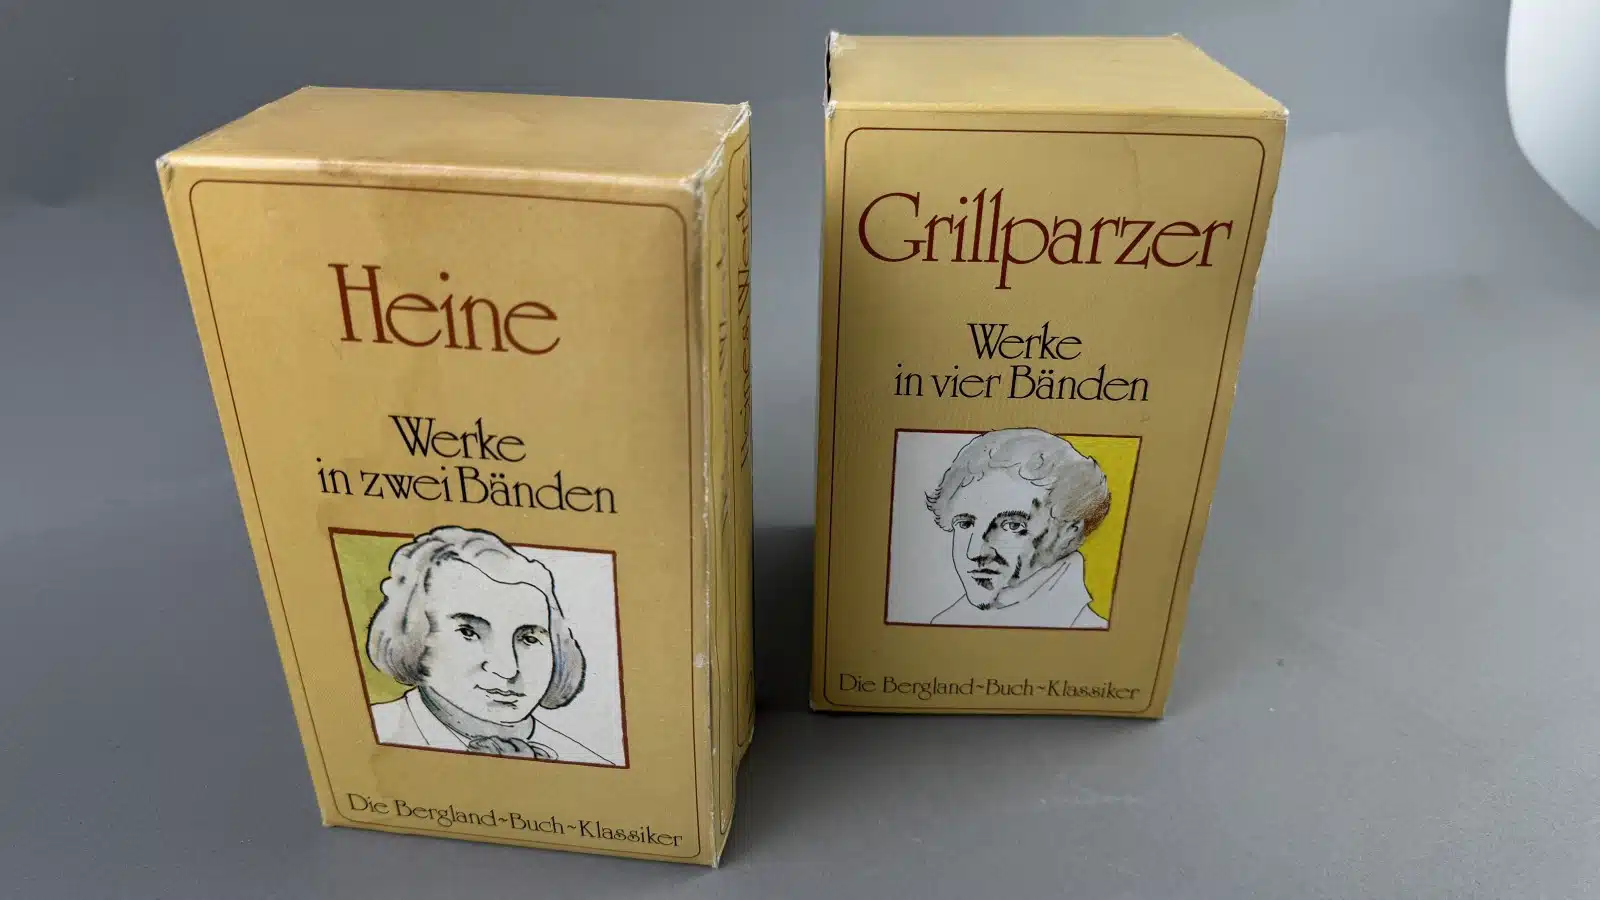 Heine
Werke
in zwei Bänden
Die Bergland~Buch~Klassiker
Grillparzer
Werke
in vier Bänden
Die Bergland~Buch~Klassiker